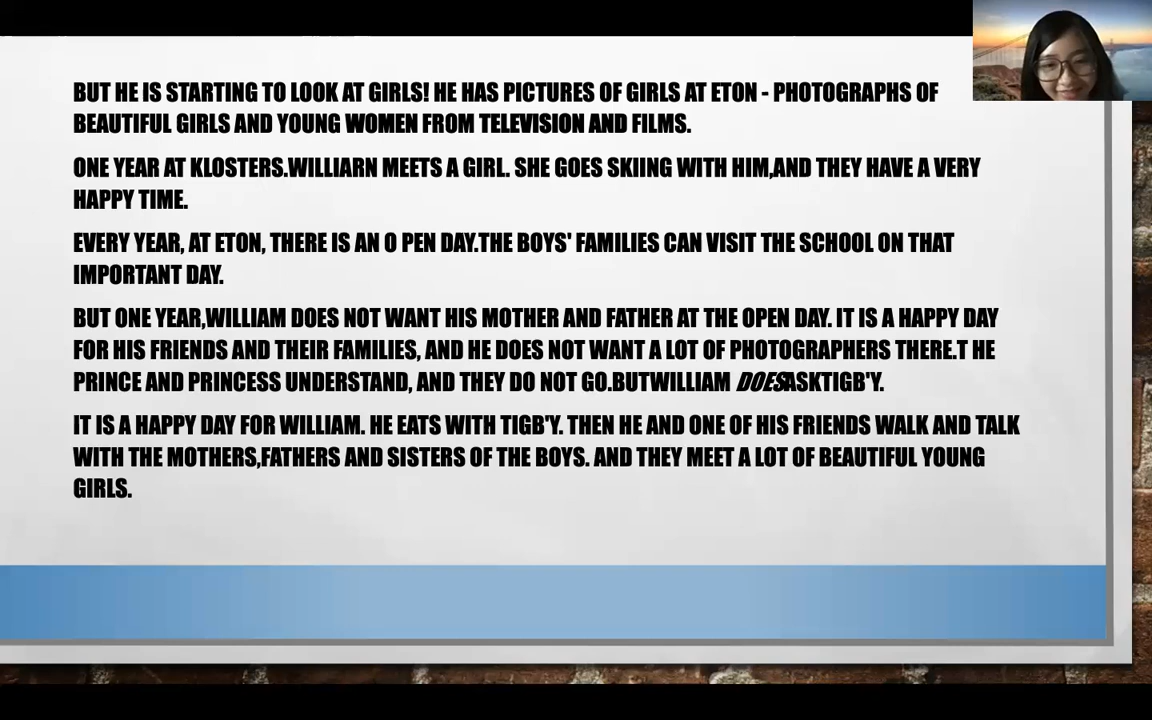 BUT HE IS STARTING TO LOOK AT GIRLS! HE HAS PICTURES OF GIRLS AT ETON - PHOTOGRAPHS OF
BEAUTIFUL GIRLS AND YOUNG WOMEN FROM TELEVISION AND FILMS.
ONE YEAR AT KLOSTERS.WILLIARN MEETS A GIRL. SHE GOES SKIING WITH HIM,AND THEY HAVE A VERY
HAPPY TIME.
EVERY YEAR, AT ETON, THERE IS AN O PEN DAY.THE BOYS' FAMILIES CAN VISIT THE SCHOOL ON THAT
IMPORTANT DAY.
BUT ONE YEAR,WILLIAM DOES NOT WANT HIS MOTHER AND FATHER AT THE OPEN DAY. IT IS A HAPPY DAY
FOR HIS FRIENDS AND THEIR FAMILIES, AND HE DOES NOT WANT A LOT OF PHOTOGRAPHERS THERE.T HE
PRINCE AND PRINCESS UNDERSTAND, AND THEY DO NOT GO.BUTWILLIAM DOESASKTIGB'Y.
IT IS A HAPPY DAY FOR WILLIAM. HE EATS WITH TIGB'Y. THEN HE AND ONE OF HIS FRIENDS WALK AND TALK
WITH THE MOTHERS,FATHERS AND SISTERS OF THE BOYS. AND THEY MEET A LOT OF BEAUTIFUL YOUNG
GIRLS.